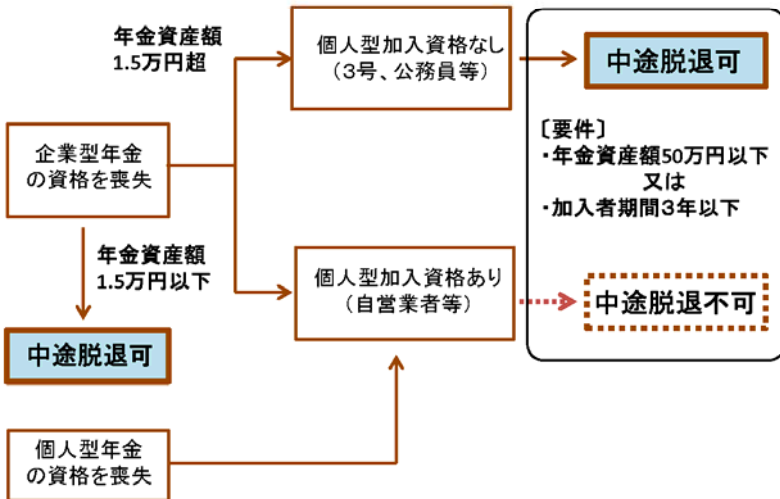 年金資産額
1.5万円超
個人型加入資格なし
（3号、公務員等）
中途脱退可
企業型年金
の資格を喪失
〔要件〕
・年金資産額50万円以下
又は
・加入者期間３年以下
年金資産額
1.5万円以下
個人型加入資格あり
（自営業者等）
中途脱退不可
中途脱退可
個人型年金
の資格を喪失